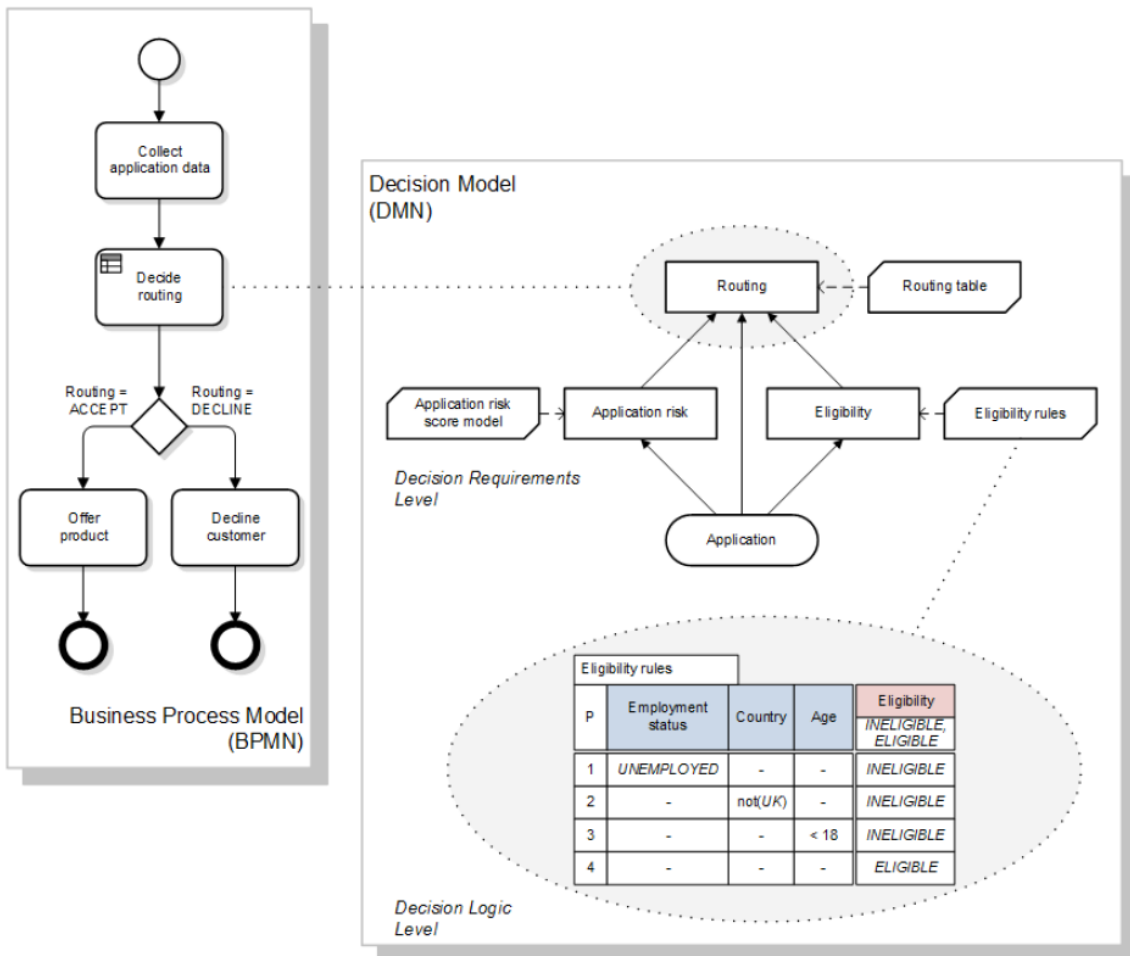 Collect
application data
Decide
routing
Routing =
ACCEPT
Routing =
DECLINE
Offer
product
Decline
customer
Business Process Model
(BPMN)
Decision Model
(DMN)
Routing
Routing table
Application risk
score model
Application risk
Eligibility
Eligibility rules
Decision Requirements
Level
Application
Eligibility rules
P
Employment
status
Country
Age
Eligibility
INELIGIBLE,
ELIGIBLE
1 UNEMPLOYED - - INELIGIBLE
2 - not(UK) - INELIGIBLE
3 - - < 18 INELIGIBLE
4 - - - ELIGIBLE
Decision Logic
Level